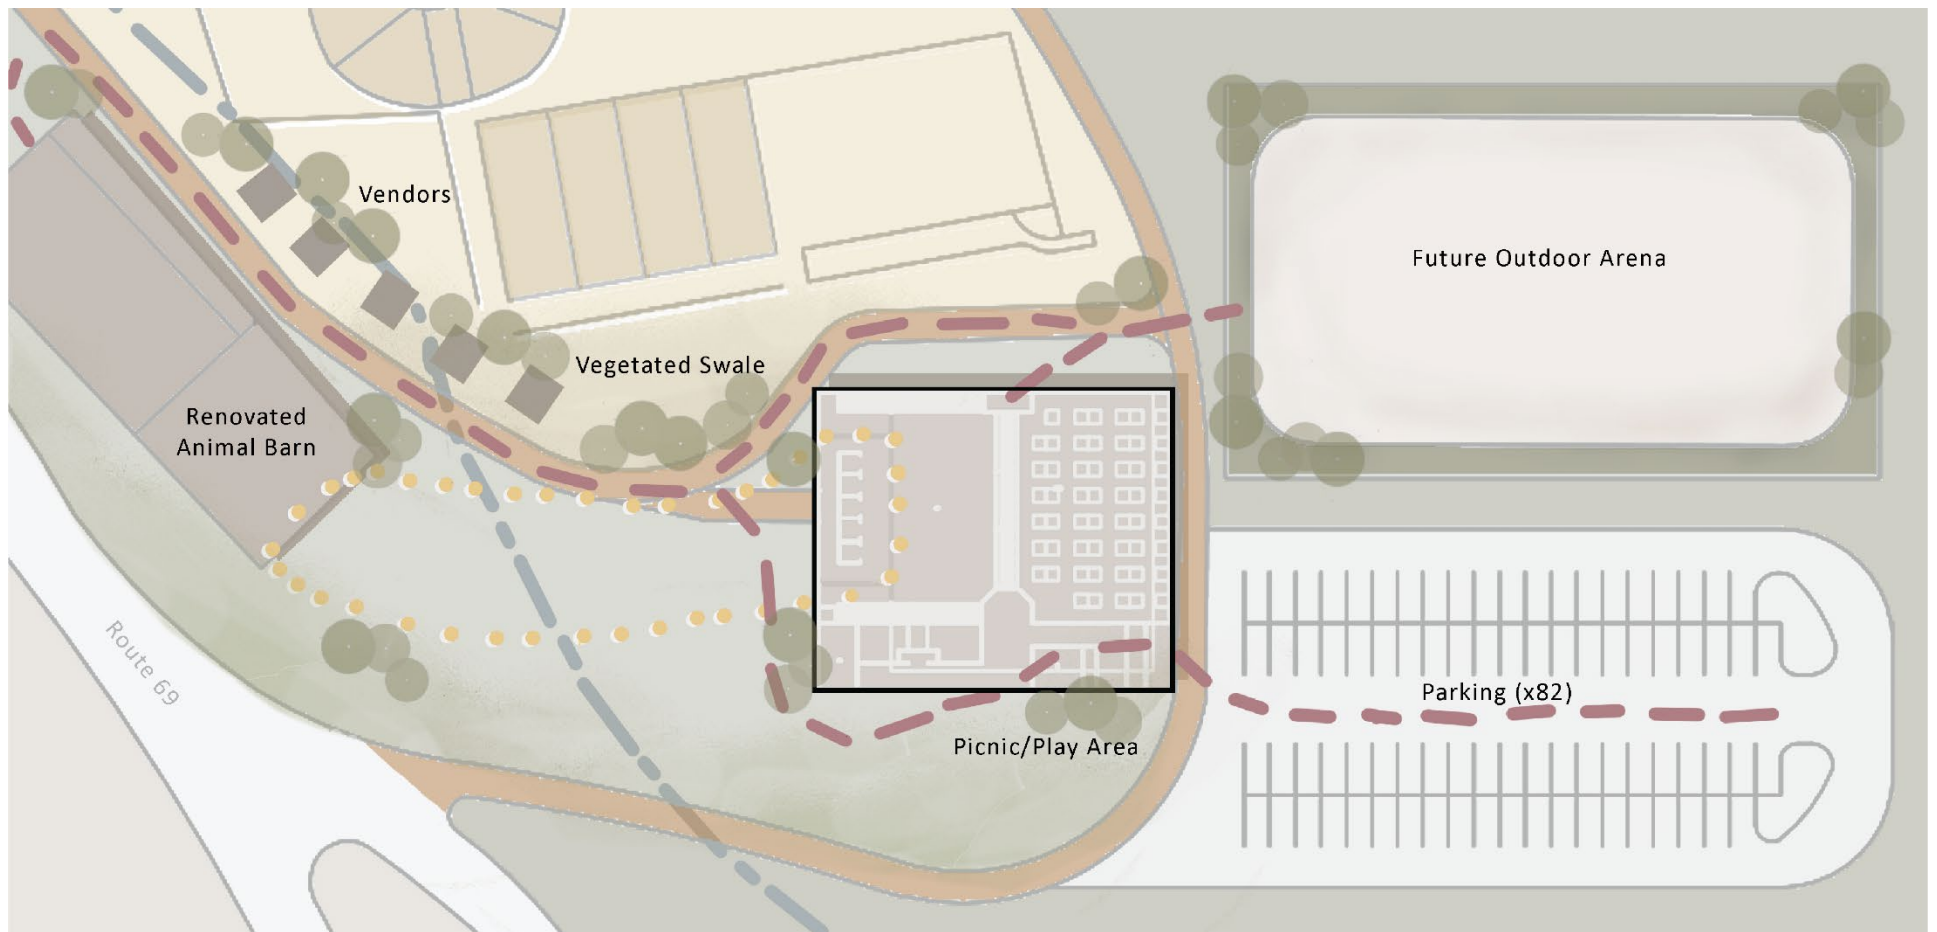 Vendors
Future Outdoor Arena
Vegetated Swale
Renovated
Animal Barn
Route 69
Parking (x82)
Picnic/Play Area